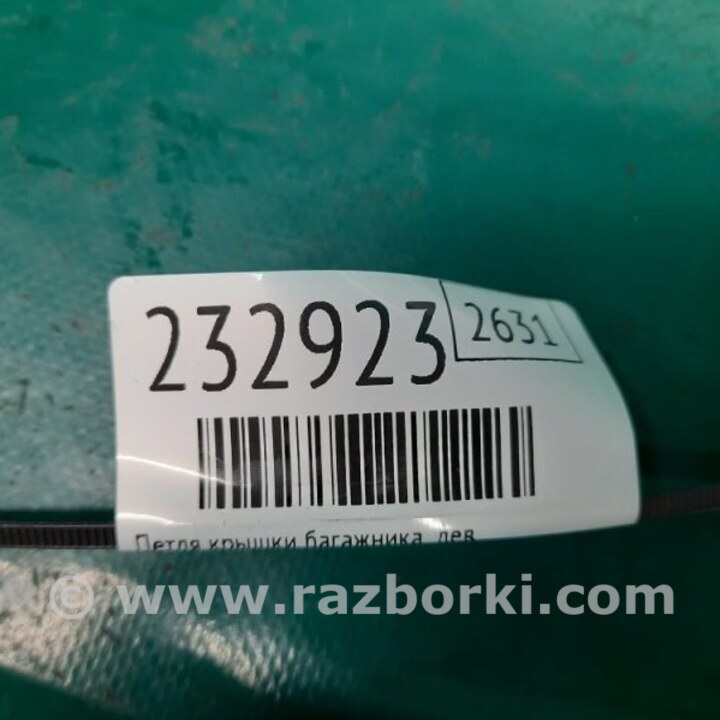 232923 2631
Петля крышки багажника лев
© www.razborki.com